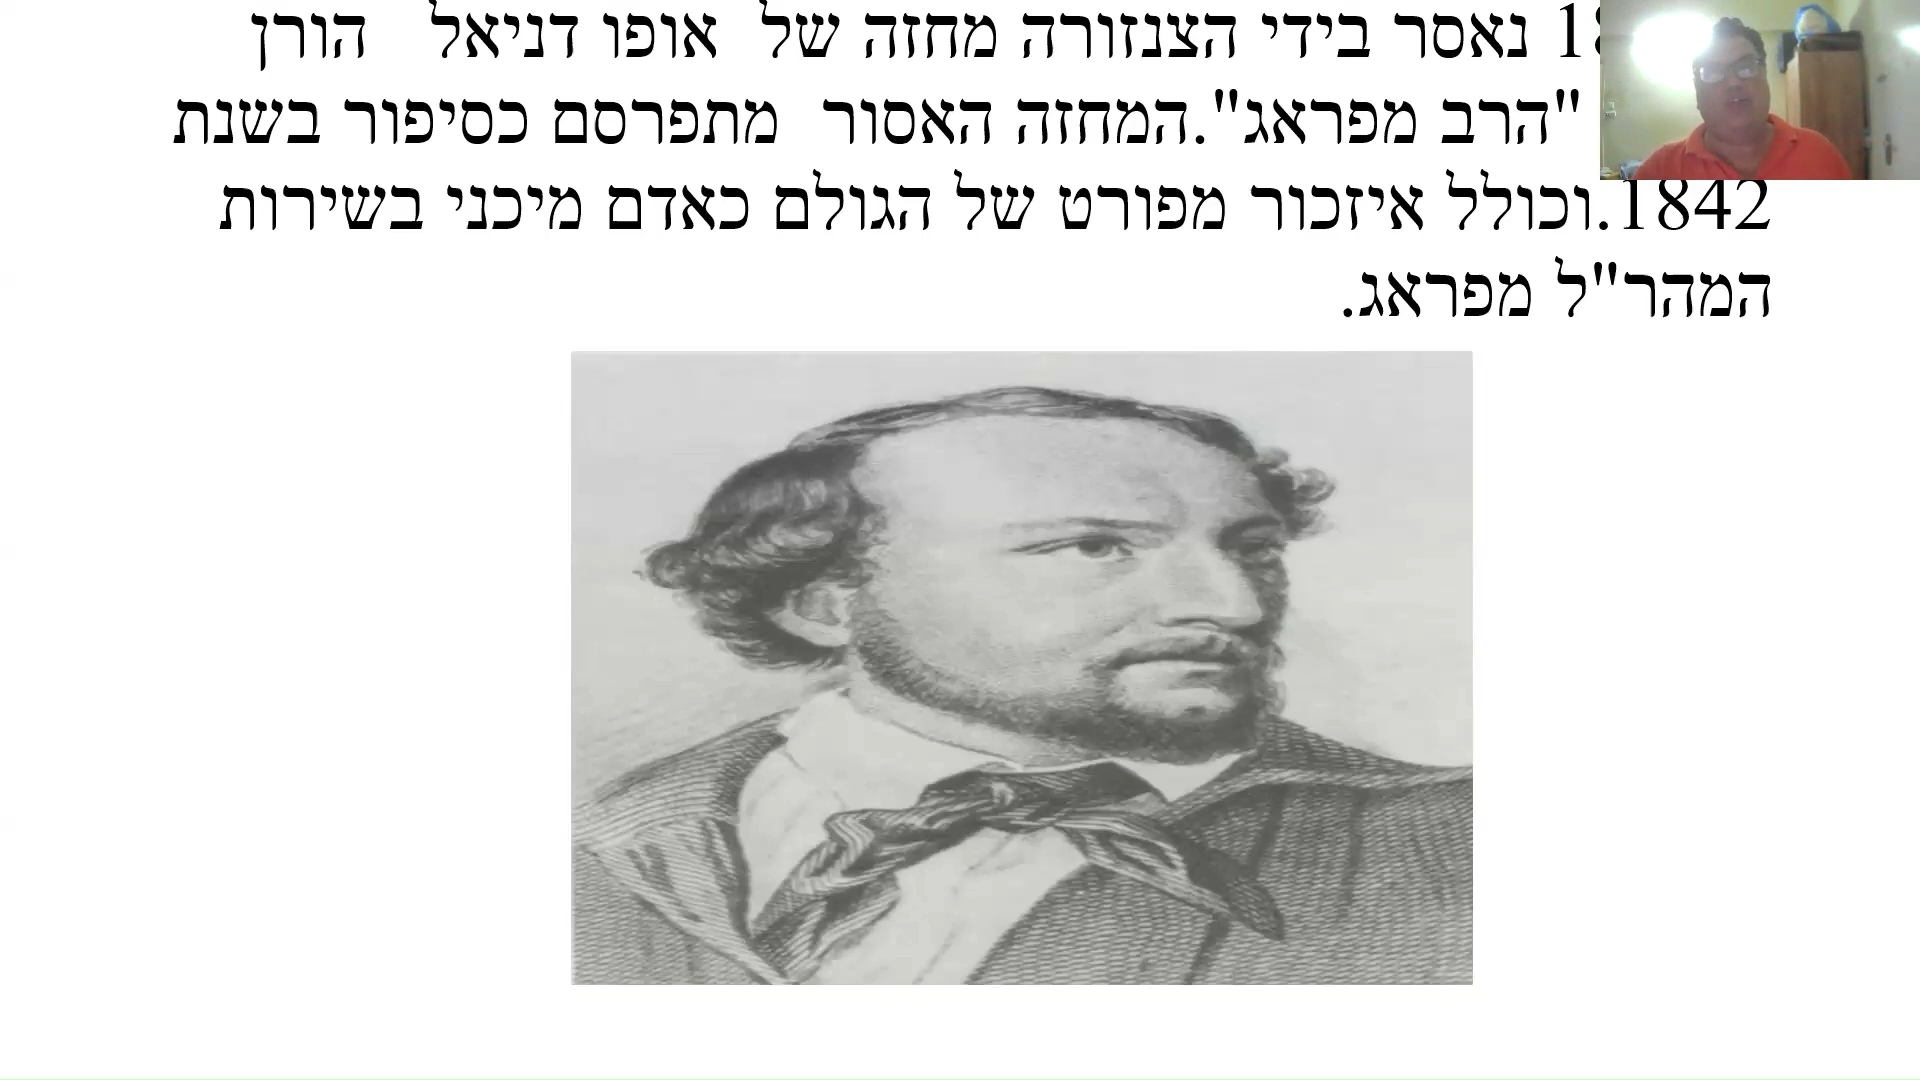 נאסר בידי הצנזורה מחזה של אופו דניאל הורן
"הרב מפראג".המחזה האסור מתפרסם כסיפור בשנת
1842.וכולל איזכור מפורט של הגולם כאדם מיכני בשירות
המהר"ל מפראג.